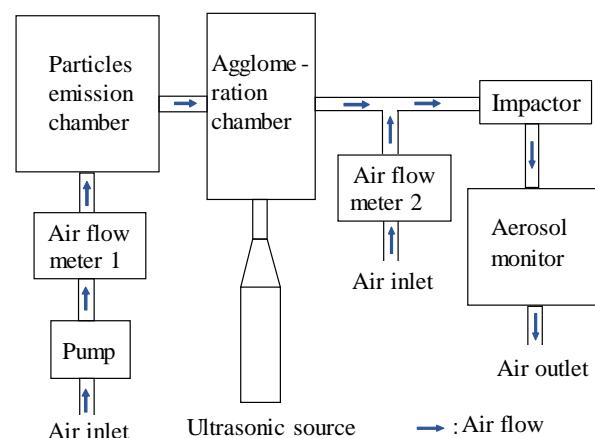 Particles
emission
chamber
Agglome-
ration
chamber
Impactor
Air flow
meter 2
Air flow
meter 1
Aerosol
monitor
Air inlet
Pump
Air outlet
Air inlet
Ultrasonic source
: Air flow